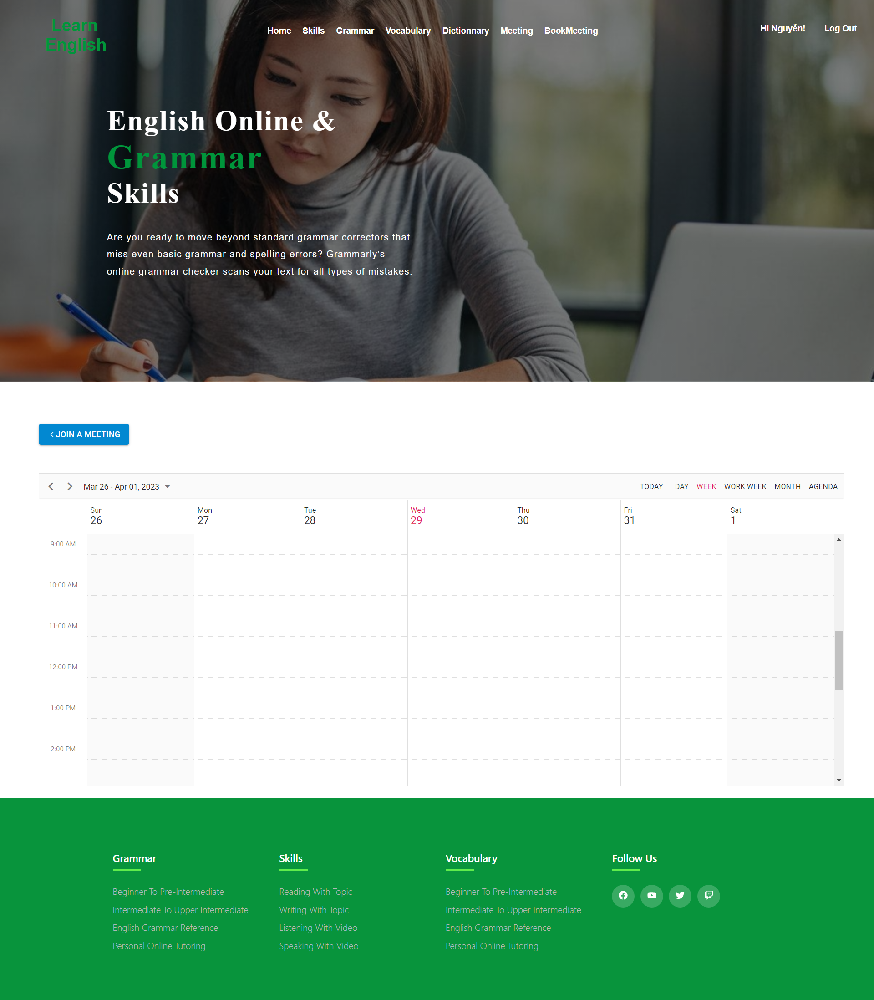 Learn
English
Home Skills Grammar Vocabulary Dictionnary Meeting BookMeeting
Hi Nguyễn! Log Out
English Online &
Grammar
Skills
Are you ready to move beyond standard grammar correctors that
miss even basic grammar and spelling errors? Grammarly's
online grammar checker scans your text for all types of mistakes.
JOIN A MEETING
Mar 26 - Apr 01, 2023
TODAY DAY WEEK WORK WEEK MONTH AGENDA
Sun Mon Tue Wed Thu Fri Sat
26 27 28 29 30 31 1
9:00 AM
10:00 AM
11:00 AM
12:00 PM
1:00 PM
2:00 PM
Grammar
Beginner To Pre-Intermediate
Intermediate To Upper Intermediate
English Grammar Reference
Personal Online Tutoring
Skills
Reading With Topic
Writing With Topic
Listening With Video
Speaking With Video
Vocabulary
Beginner To Pre-Intermediate
Intermediate To Upper Intermediate
English Grammar Reference
Personal Online Tutoring
Follow Us